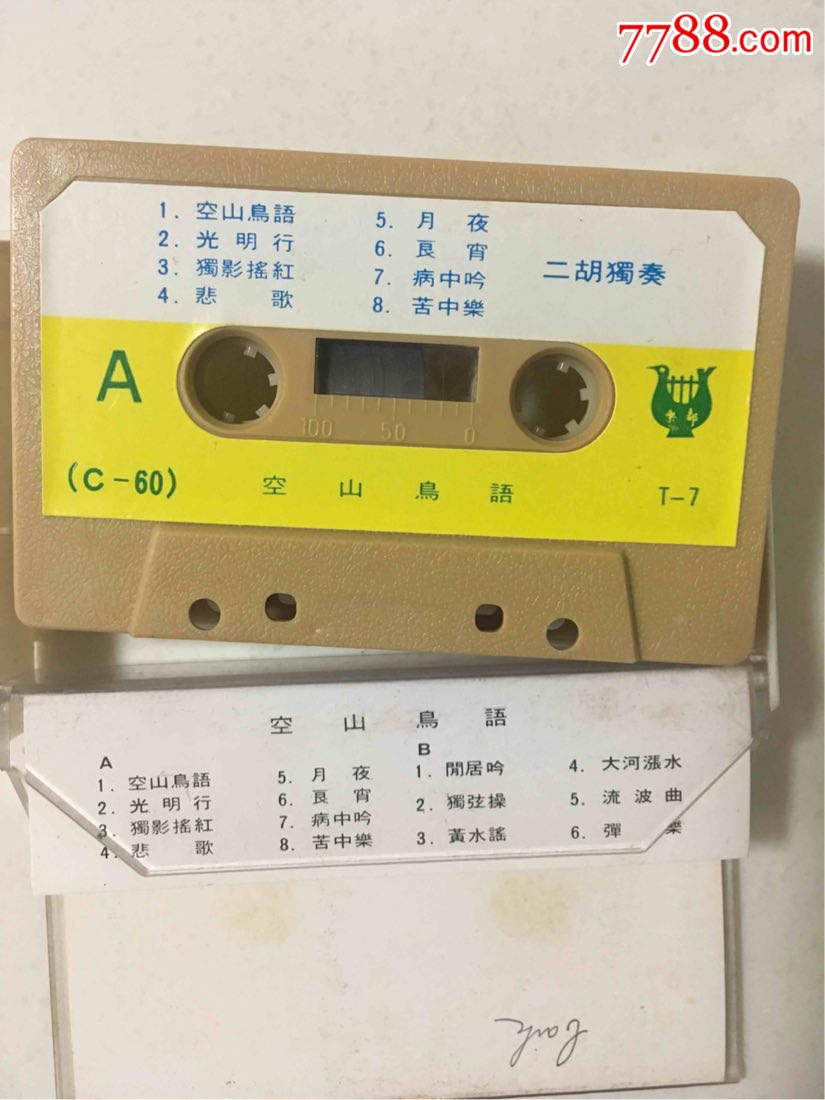 7788.com
1. 空山鳥語
2. 光明行
3. 獨影搖紅
4. 悲歌
5. 月夜
6. 良宵
7. 病中吟
8. 苦中樂
二胡獨奏
A
(C-60)
100 50 0
空山鳥語
T-7
空山鳥語
A
1. 空山鳥語
2. 光明行
3. 獨影搖紅
4. 悲歌
5. 月夜
6. 良宵
7. 病中吟
8. 苦中樂
B
1. 閒居吟
2. 獨弦操
3. 黃水謠
4. 大河漲水
5. 流波曲
6. 彈樂